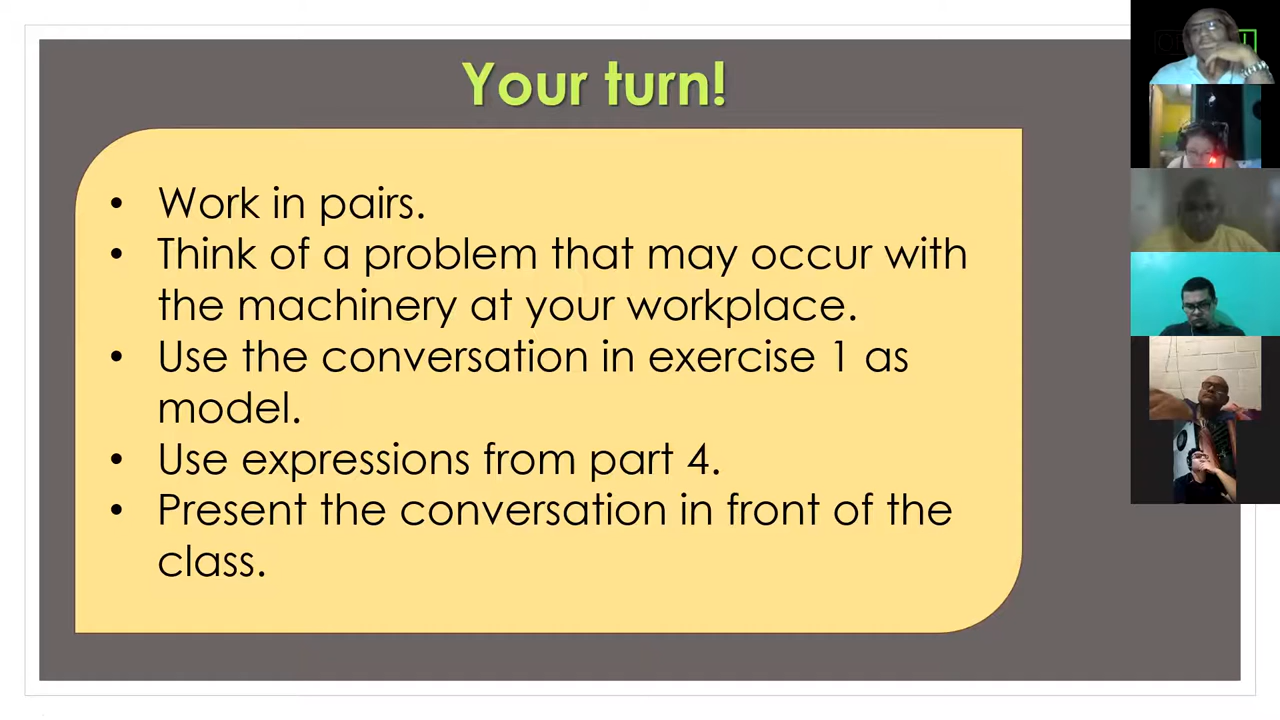 Your turn!
• Work in pairs.
• Think of a problem that may occur with
the machinery at your workplace.
• Use the conversation in exercise 1 as
model.
• Use expressions from part 4.
• Present the conversation in front of the
class.